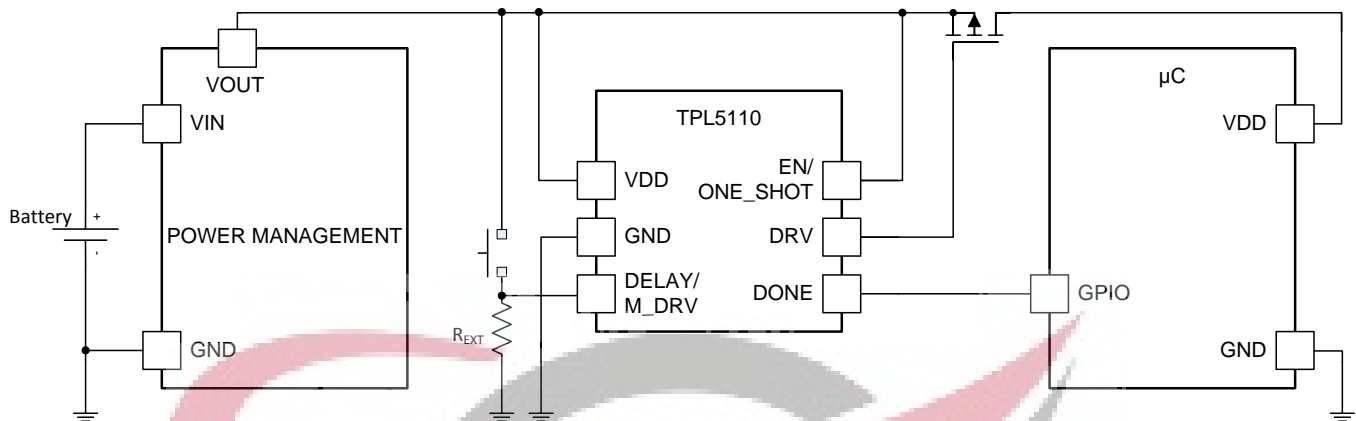 VOUT
VIN
Battery
+
-
POWER MANAGEMENT
GND
R_EXT
TPL5110
VDD
GND
DELAY/
M_DRV
EN/
ONE_SHOT
DRV
DONE
µC
VDD
GPIO
GND